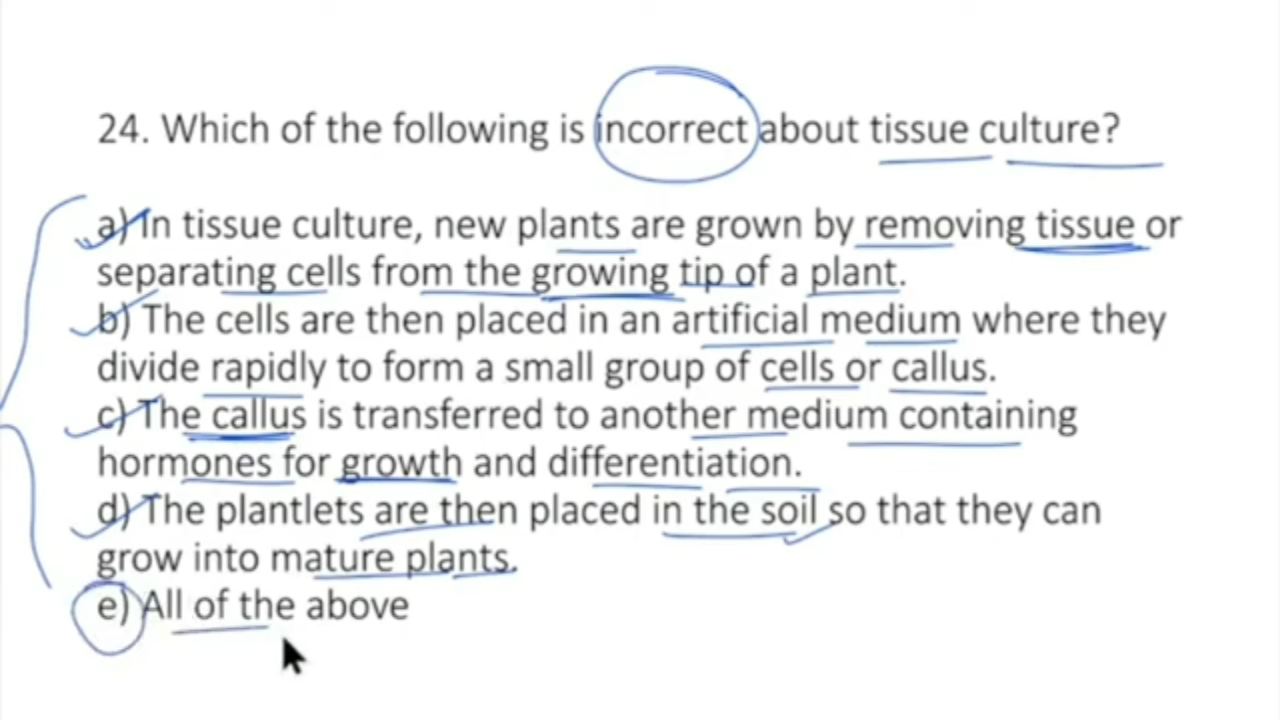 24. Which of the following is incorrect about tissue culture?
a) In tissue culture, new plants are grown by removing tissue or
separating cells from the growing tip of a plant.
b) The cells are then placed in an artificial medium where they
divide rapidly to form a small group of cells or callus.
c) The callus is transferred to another medium containing
hormones for growth and differentiation.
d) The plantlets are then placed in the soil so that they can
grow into mature plants.
e) All of the above